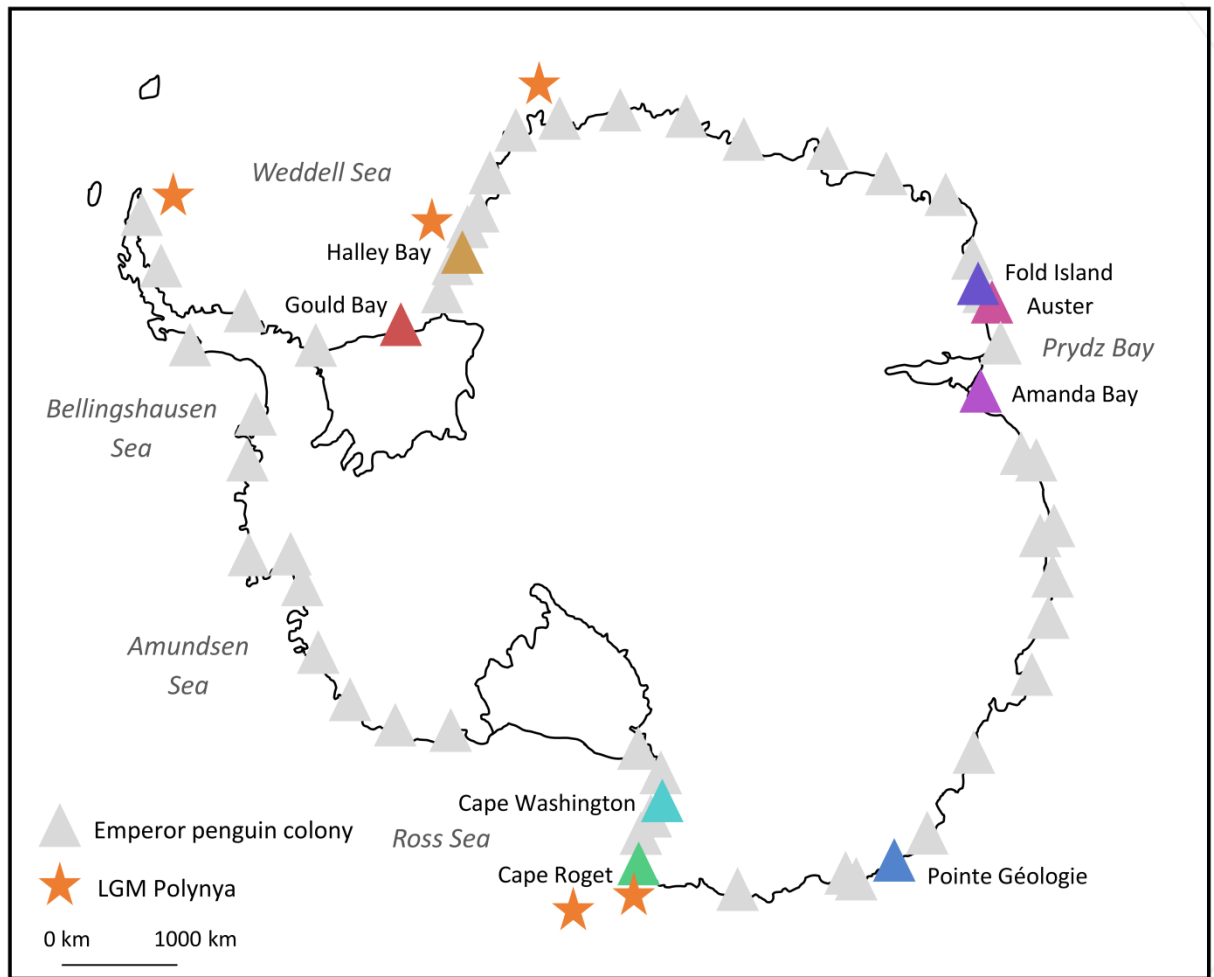 Weddell Sea
Halley Bay
Gould Bay
Fold Island
Auster
Prydz Bay
Amanda Bay
Bellingshausen
Sea
Amundsen
Sea
Cape Washington
Ross Sea
Cape Roget
Pointe Géologie
Emperor penguin colony
LGM Polynya
0 km 1000 km